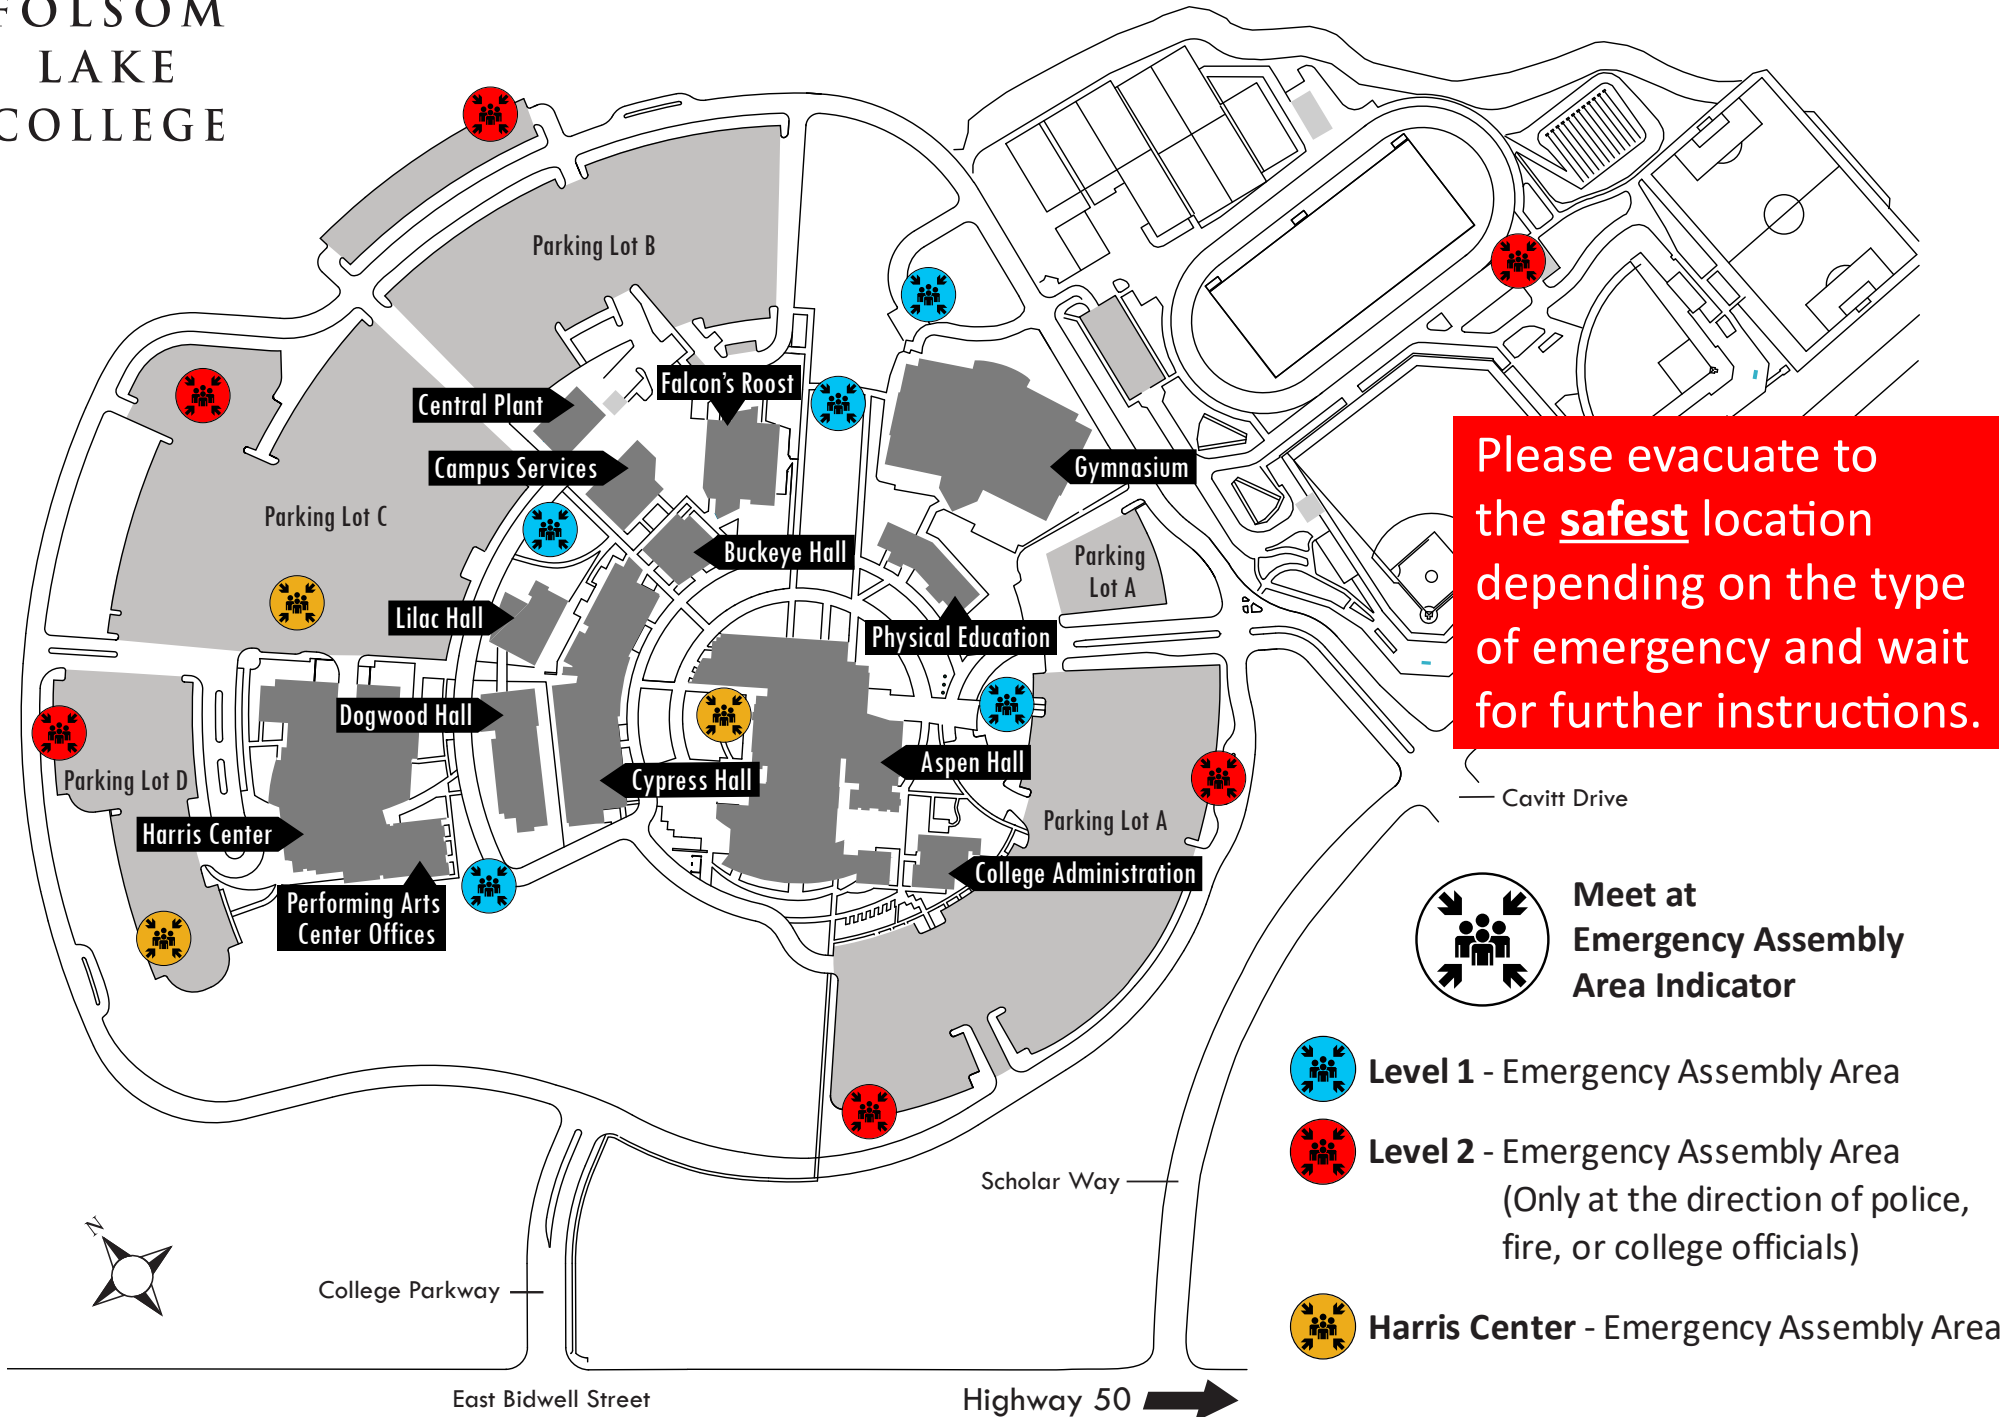 FOLSOM
LAKE
COLLEGE
Parking Lot B
Falcon's Roost
Central Plant
Campus Services
Gymnasium
Parking Lot C
Buckeye Hall
Parking
Lot A
Lilac Hall
Physical Education
Dogwood Hall
Aspen Hall
Cypress Hall
Parking Lot D
Parking Lot A
Harris Center
College Administration
Performing Arts
Center Offices
Please evacuate to
the safest location
depending on the type
of emergency and wait
for further instructions.
Cavitt Drive
Meet at
Emergency Assembly
Area Indicator
Level 1 - Emergency Assembly Area
Level 2 - Emergency Assembly Area
(Only at the direction of police,
fire, or college officials)
Harris Center - Emergency Assembly Area
Scholar Way
N
College Parkway
East Bidwell Street
Highway 50